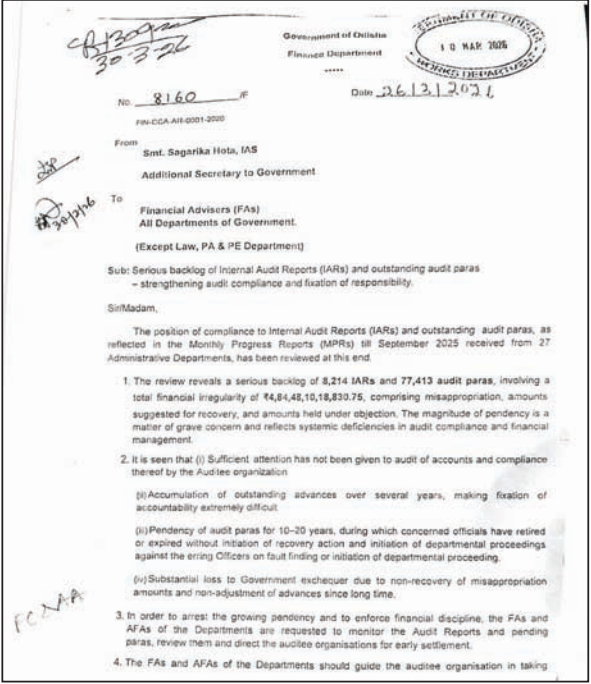 30-3-26
Government of Odisha
Finance Department
*****
10 MAR 2026
WORKS DEPARTMENT
No. 8160 /F
Date 26/3/2026
FIN-CCA-AIR-0001-2020
From
Smt. Sagarika Hota, IAS
Additional Secretary to Government
To
30/3/26
Financial Advisers (FAs)
All Departments of Government.
(Except Law, PA & PE Department)
Sub: Serious backlog of Internal Audit Reports (IARs) and outstanding audit paras
– strengthening audit compliance and fixation of responsibility.
Sir/Madam,
The position of compliance to Internal Audit Reports (IARs) and outstanding audit paras, as
reflected in the Monthly Progress Reports (MPRs) till September 2025 received from 27
Administrative Departments, has been reviewed at this end.
1. The review reveals a serious backlog of 8,214 IARs and 77,413 audit paras, involving a
total financial irregularity of ₹4,84,48,10,18,830.75, comprising misappropriation, amounts
suggested for recovery, and amounts held under objection. The magnitude of pendency is a
matter of grave concern and reflects systemic deficiencies in audit compliance and financial
management.
2. It is seen that (i) Sufficient attention has not been given to audit of accounts and compliance
thereof by the Auditee organization
(ii) Accumulation of outstanding advances over several years, making fixation of
accountability extremely difficult
(iii) Pendency of audit paras for 10–20 years, during which concerned officials have retired
or expired without initiation of recovery action and initiation of departmental proceedings
against the erring Officers on fault finding or initiation of departmental proceeding.
(iv) Substantial loss to Government exchequer due to non-recovery of misappropriation
amounts and non-adjustment of advances since long time.
3. In order to arrest the growing pendency and to enforce financial discipline, the FAs and
AFAs of the Departments are requested to monitor the Audit Reports and pending
paras, review them and direct the auditee organisations for early settlement.
4. The FAs and AFAs of the Departments should guide the auditee organisation in taking